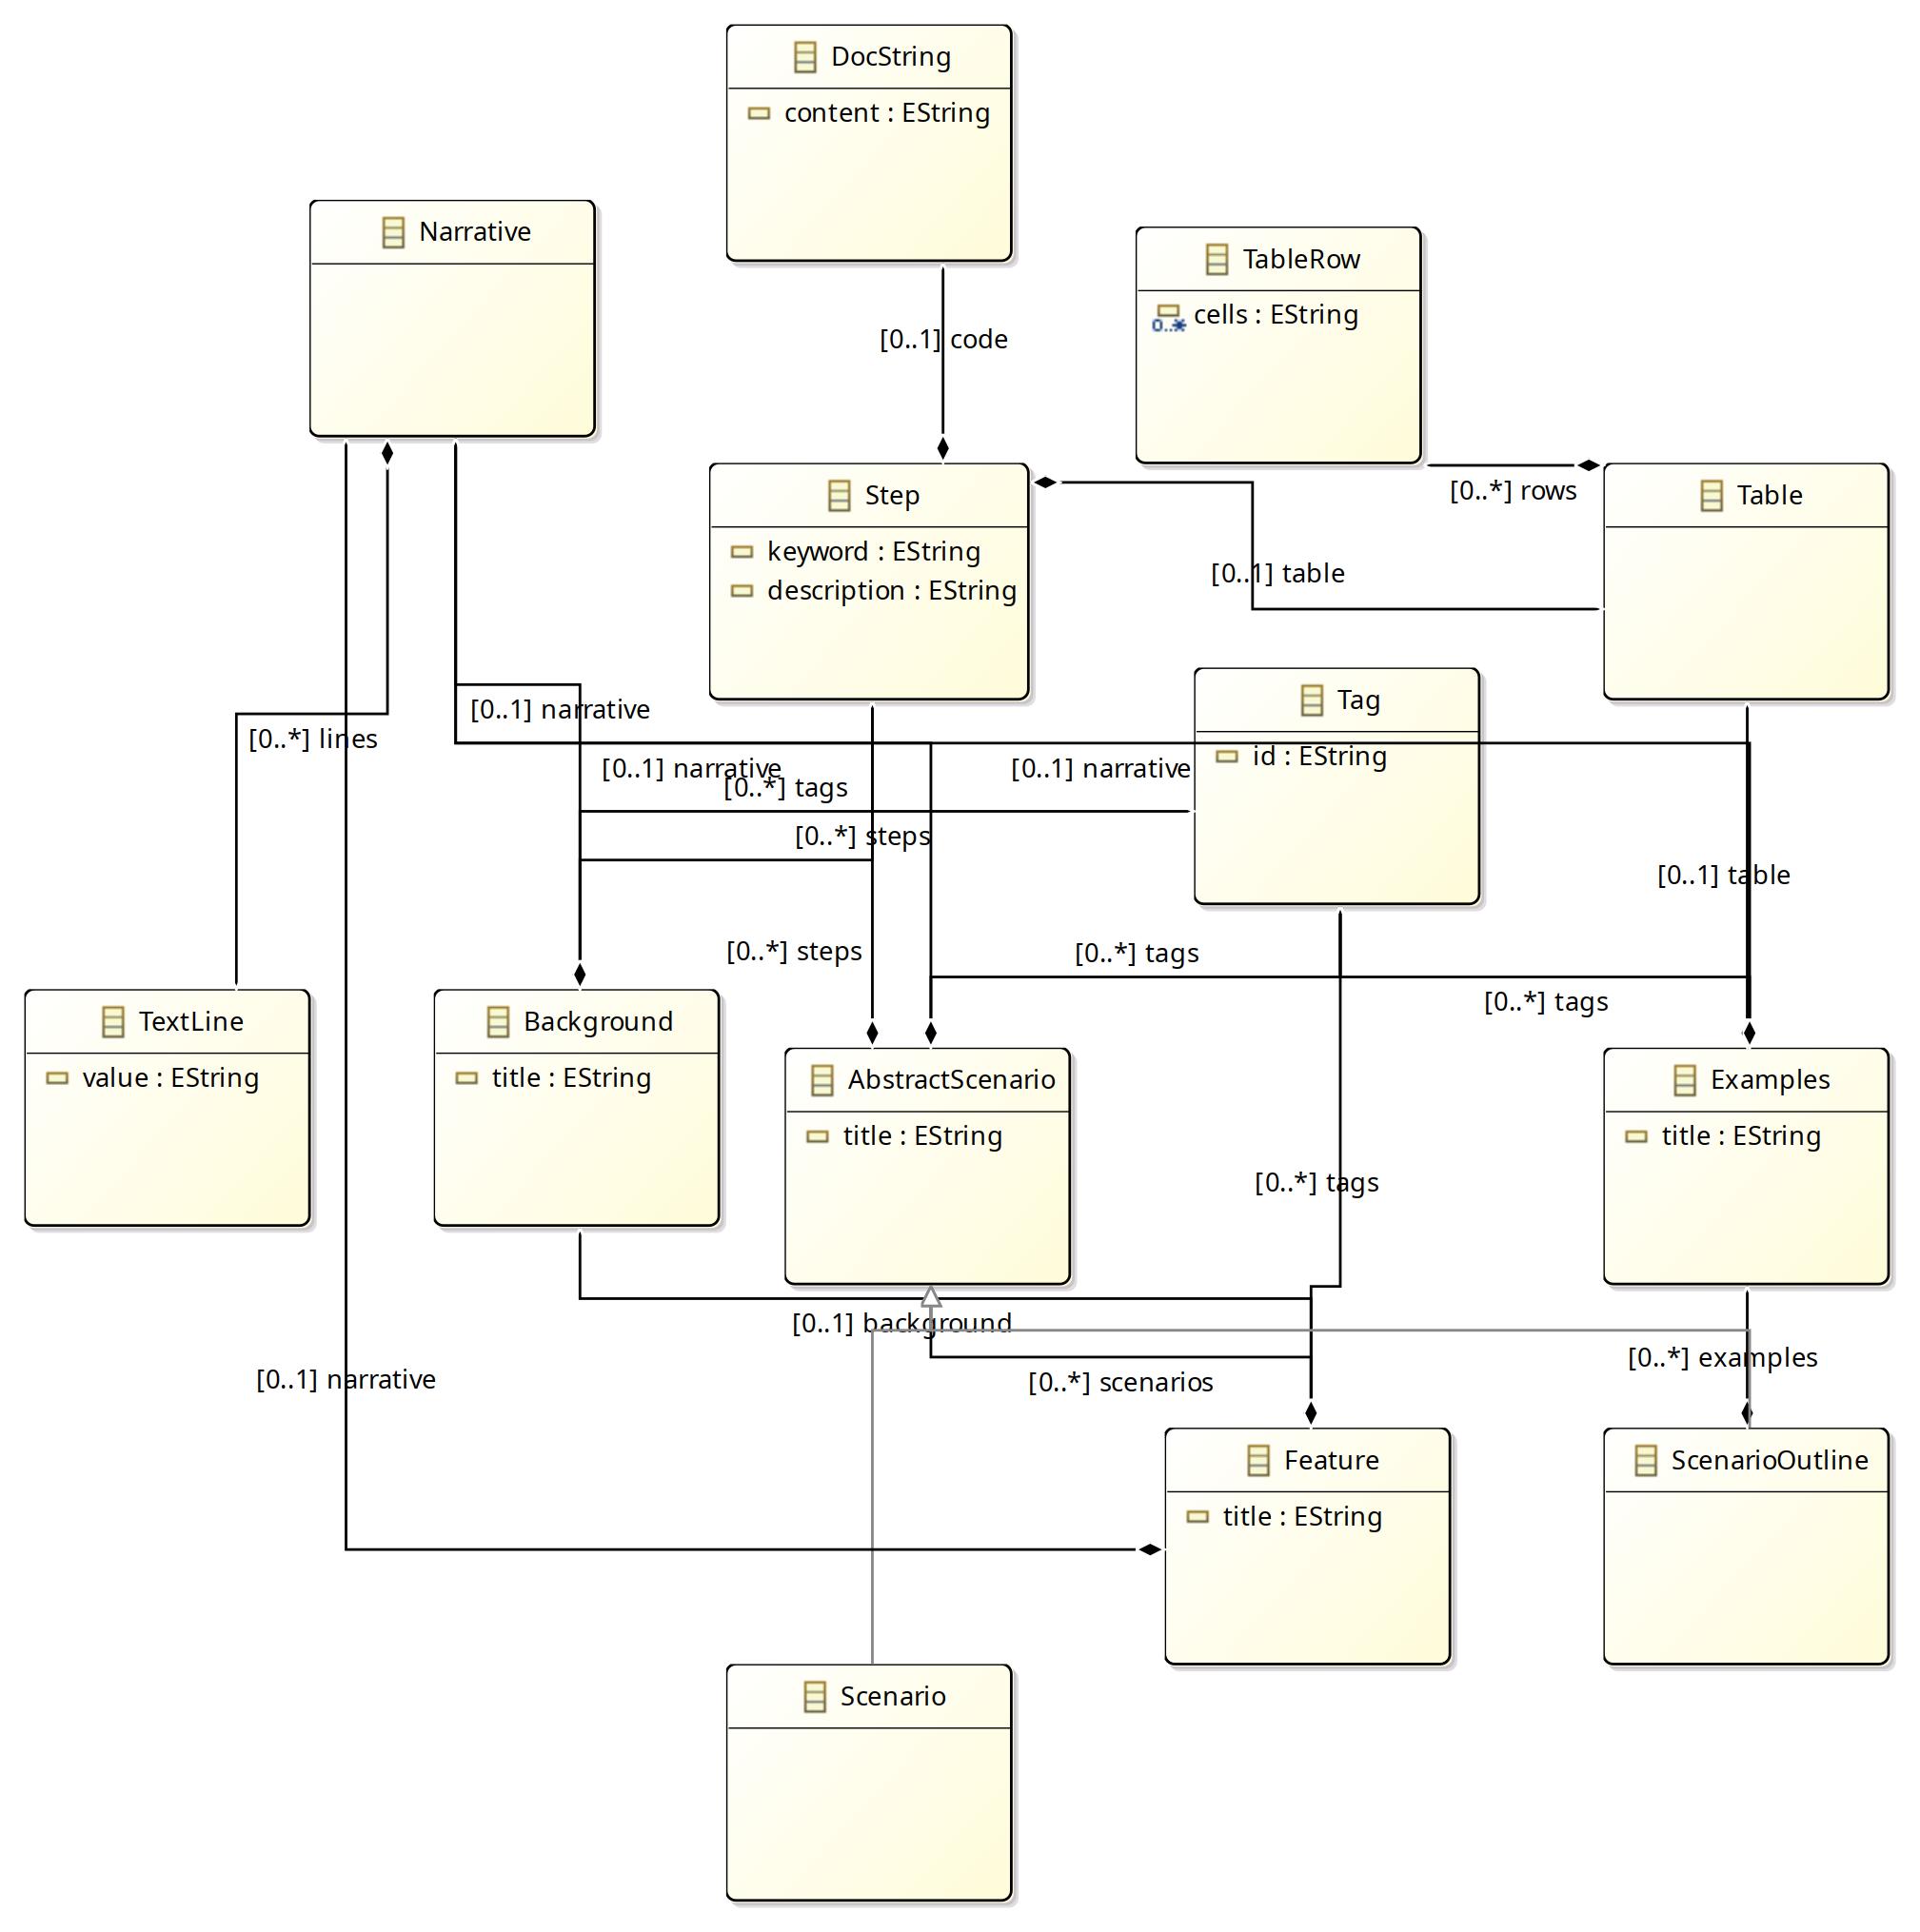 DocString
content : EString
Narrative
TableRow
0..*
cells : EString
[0..1] code
Step
keyword : EString
description : EString
[0..*] rows
Table
[0..1] table
Tag
id : EString
[0..1] narrative
[0..*] lines
[0..1] narrative
[0..1] narrative
[0..*] tags
[0..*] steps
[0..1] table
[0..*] steps
[0..*] tags
[0..*] tags
TextLine
value : EString
Background
title : EString
AbstractScenario
title : EString
Examples
title : EString
[0..*] tags
[0..1] background
[0..*] examples
[0..1] narrative
[0..*] scenarios
Feature
title : EString
ScenarioOutline
Scenario